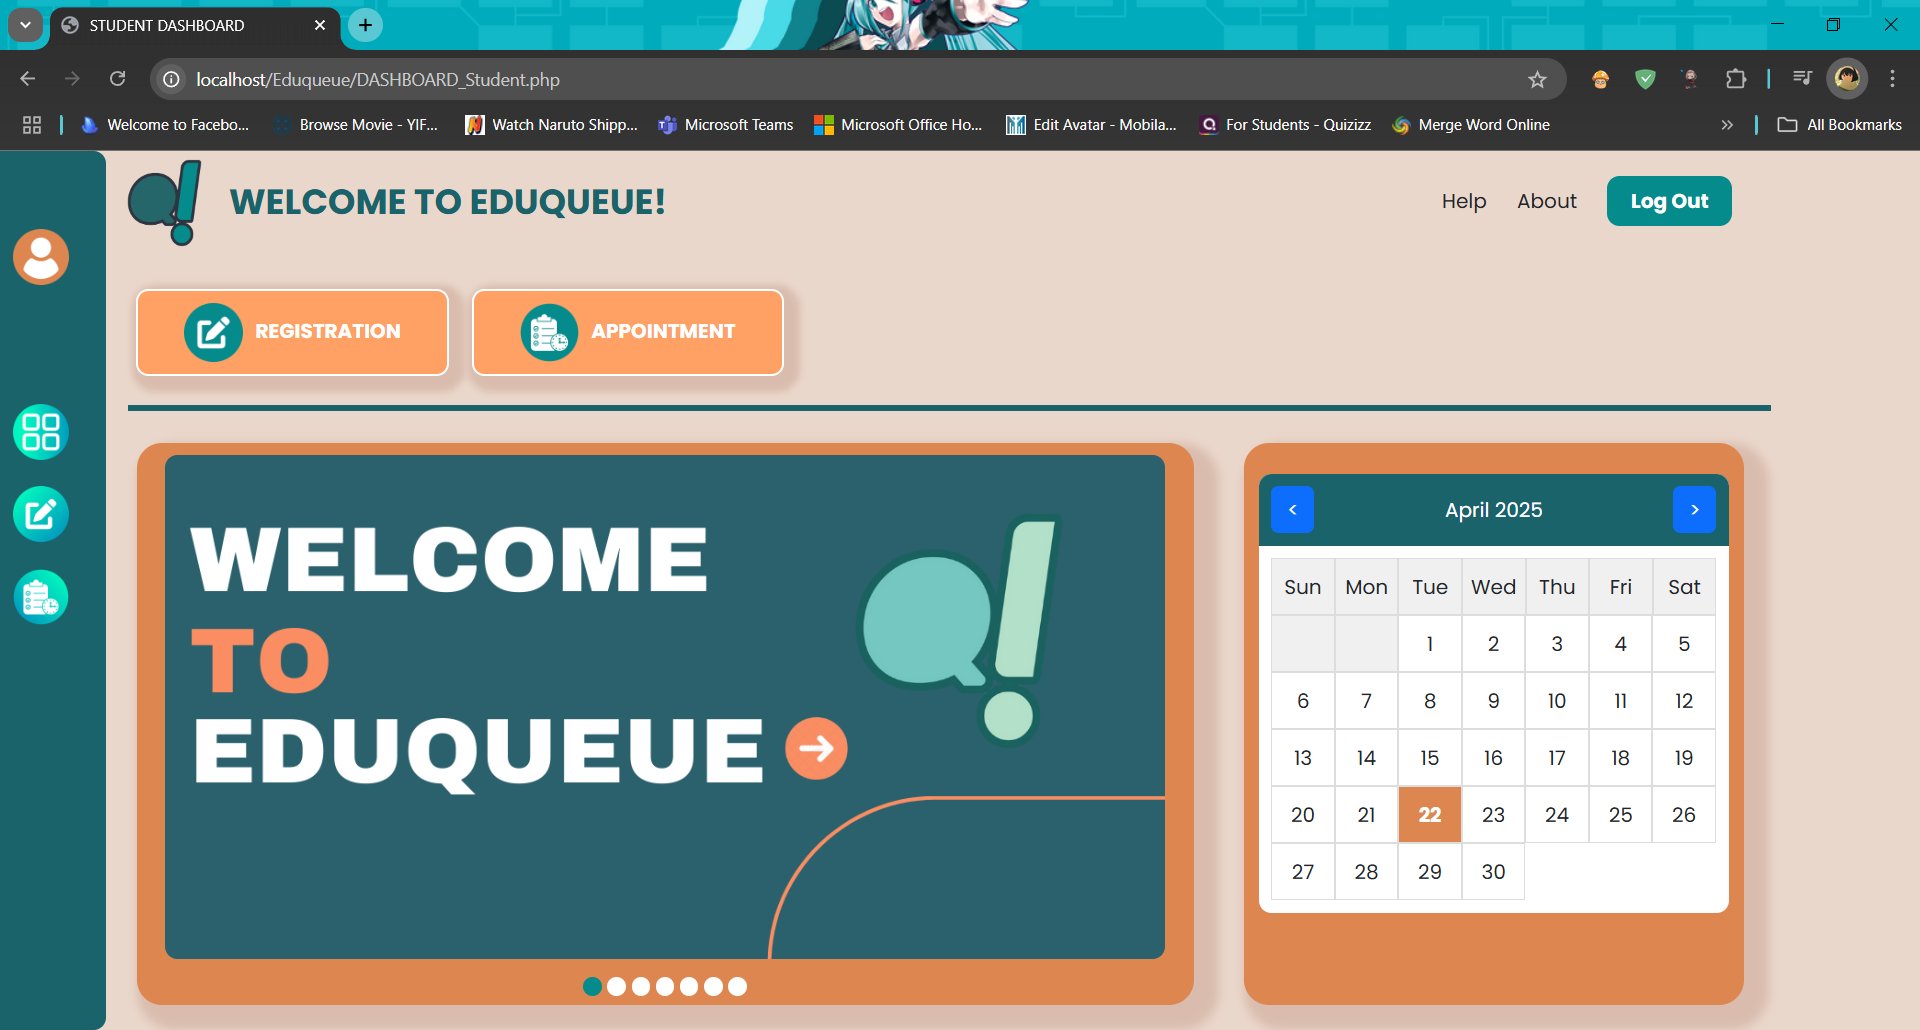 STUDENT DASHBOARD
localhost/Eduqueue/DASHBOARD_Student.php
Welcome to Facebo... Browse Movie - YIF... Watch Naruto Shipp... Microsoft Teams Microsoft Office Ho... Edit Avatar - Mobila... For Students - Quizizz Merge Word Online All Bookmarks
Q! WELCOME TO EDUQUEUE! Help About Log Out
REGISTRATION APPOINTMENT
WELCOME
TO
EDUQUEUE
Q!
< April 2025 >
Sun Mon Tue Wed Thu Fri Sat
1 2 3 4 5
6 7 8 9 10 11 12
13 14 15 16 17 18 19
20 21 22 23 24 25 26
27 28 29 30